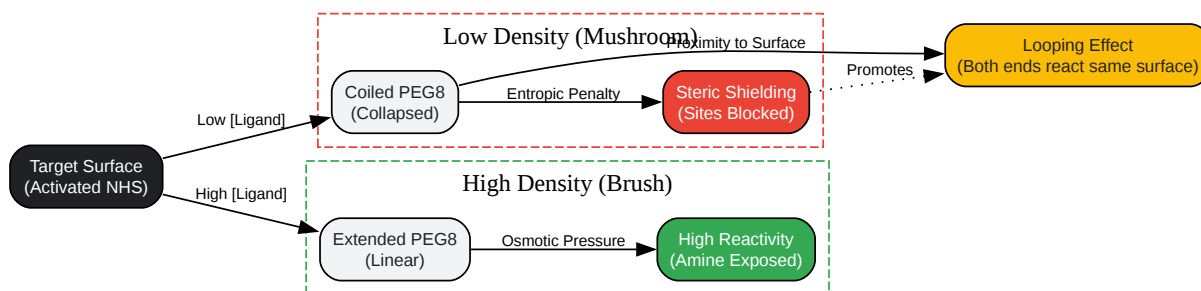 Low Density (Mushroom)
Proximity to Surface
Looping Effect
(Both ends react same surface)
Promotes
Coiled PEG8
(Collapsed)
Entropic Penalty
Steric Shielding
(Sites Blocked)
Low [Ligand]
Target Surface
(Activated NHS)
High [Ligand]
High Density (Brush)
Extended PEG8
(Linear)
Osmotic Pressure
High Reactivity
(Amine Exposed)